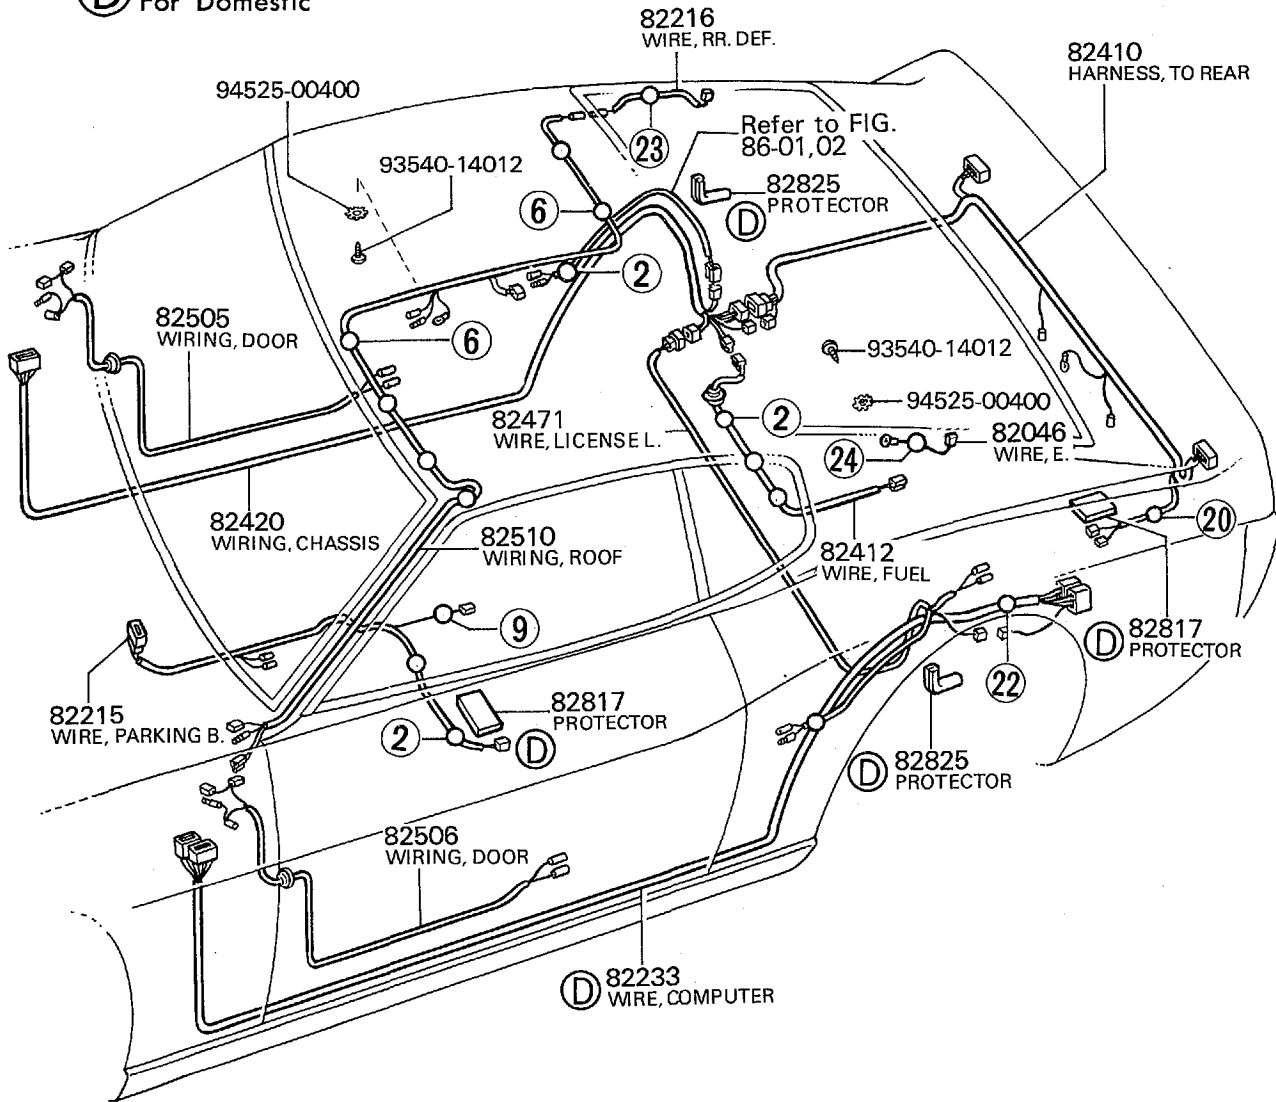 D For Domestic
82216
WIRE, RR. DEF.
82410
HARNESS, TO REAR
94525-00400
93540-14012
23
Refer to FIG.
86-01,02
82825
PROTECTOR
D
6
2
82505
WIRING, DOOR
6
93540-14012
94525-00400
82471
WIRE, LICENSE L.
2
24
82046
WIRE, E.
20
82420
WIRING, CHASSIS
82510
WIRING, ROOF
82412
WIRE, FUEL
9
22
D 82817
PROTECTOR
82215
WIRE, PARKING B.
82817
PROTECTOR
2
D
D 82825
PROTECTOR
82506
WIRING, DOOR
D 82233
WIRE, COMPUTER